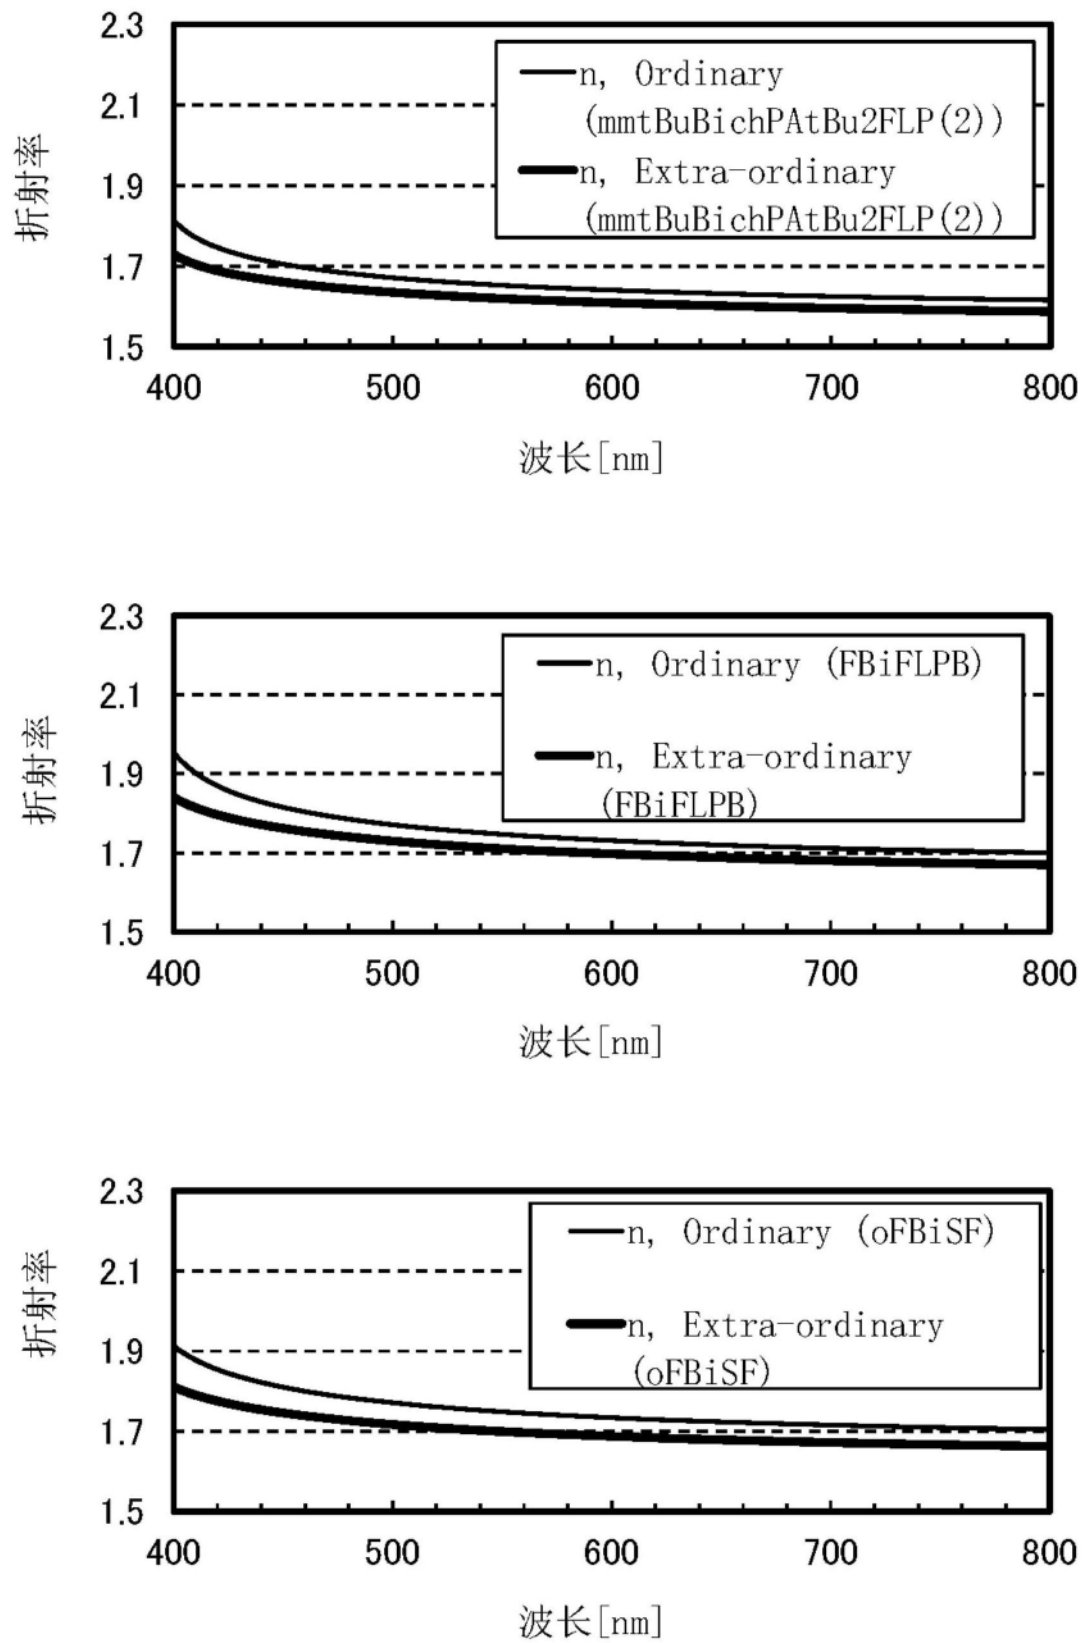 2.3
2.1
1.9
1.7
1.5
折射率
n, Ordinary
(mmtBuBichPAtBu2FLP(2))
n, Extra-ordinary
(mmtBuBichPAtBu2FLP(2))
400 500 600 700 800
波长[nm]
2.3
2.1
1.9
1.7
1.5
折射率
n, Ordinary (FBiFLPB)
n, Extra-ordinary
(FBiFLPB)
400 500 600 700 800
波长[nm]
2.3
2.1
1.9
1.7
1.5
折射率
n, Ordinary (oFBiSF)
n, Extra-ordinary
(oFBiSF)
400 500 600 700 800
波长[nm]